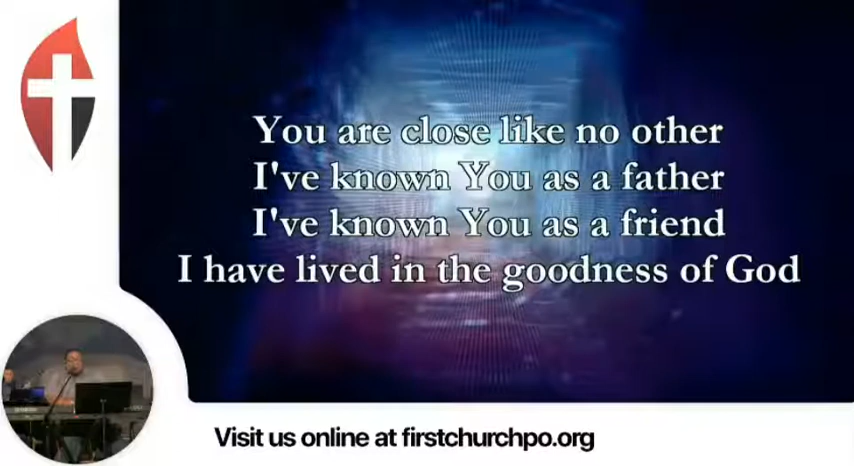 You are close like no other
I've known You as a father
I've known You as a friend
I have lived in the goodness of God
Visit us online at firstchurchpo.org